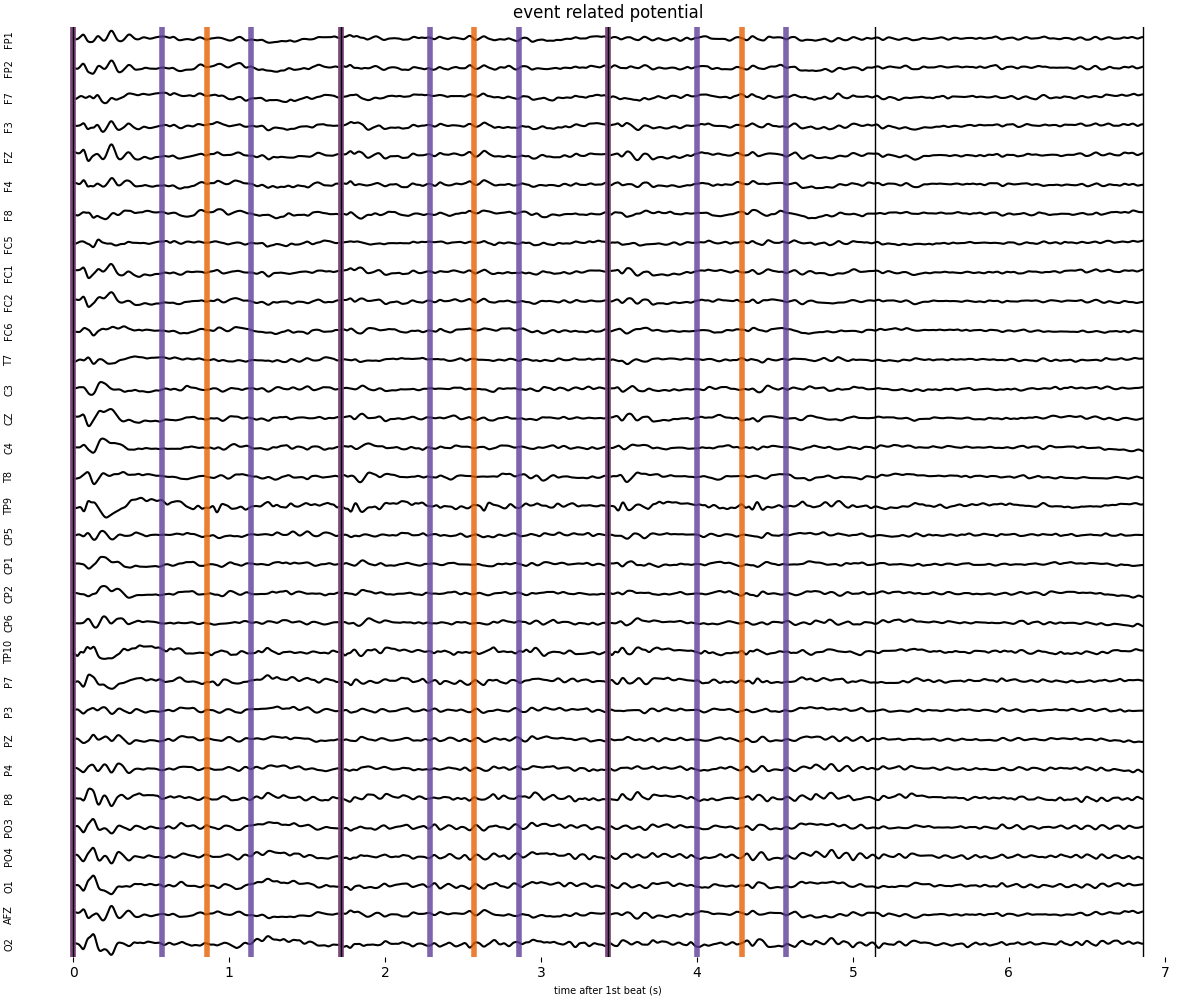 event related potential
FP1
FP2
F7
F3
FZ
F4
F8
FC5
FC1
FC2
FC6
T7
C3
CZ
C4
T8
TP9
CP5
CP1
CP2
CP6
TP10
P7
P3
PZ
P4
P8
PO3
PO4
O1
AFZ
O2
0 1 2 3 4 5 6 7
time after 1st beat (s)